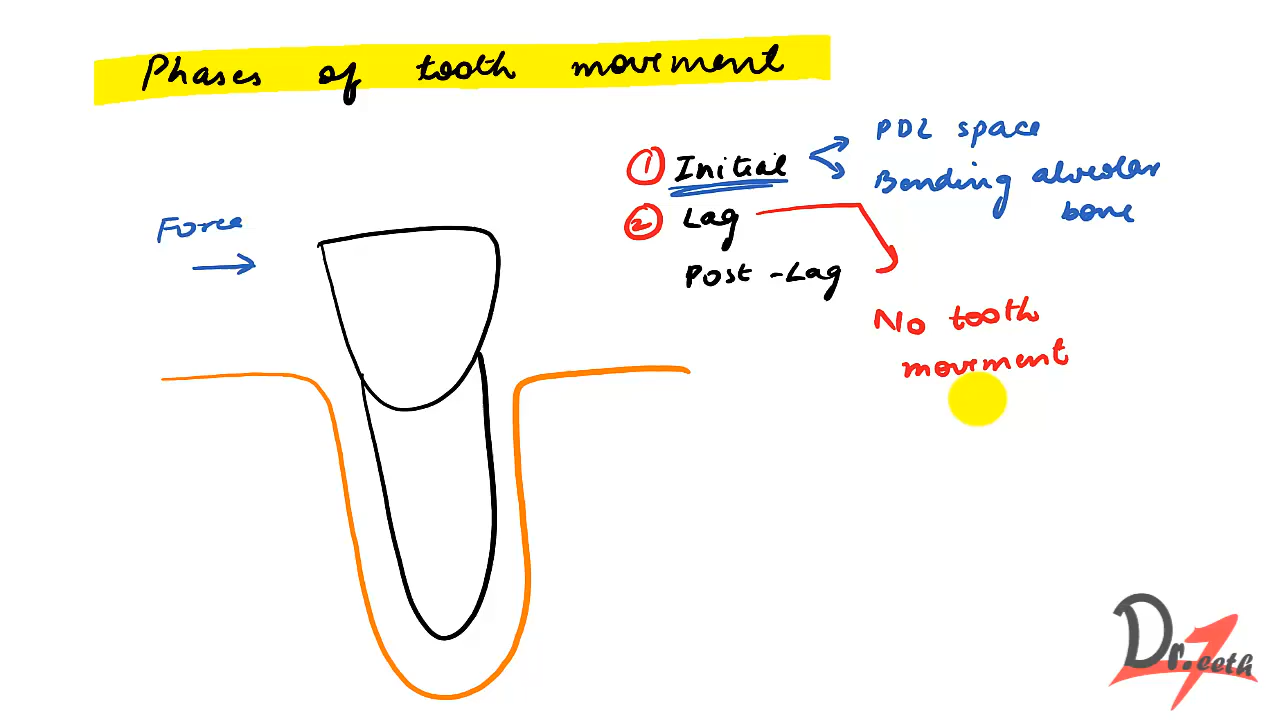 Phases of tooth movement
Force
① Initial
PDL space
Bending alveolar
bone
② Lag
Post-Lag
No tooth
movement
Dr.ceth